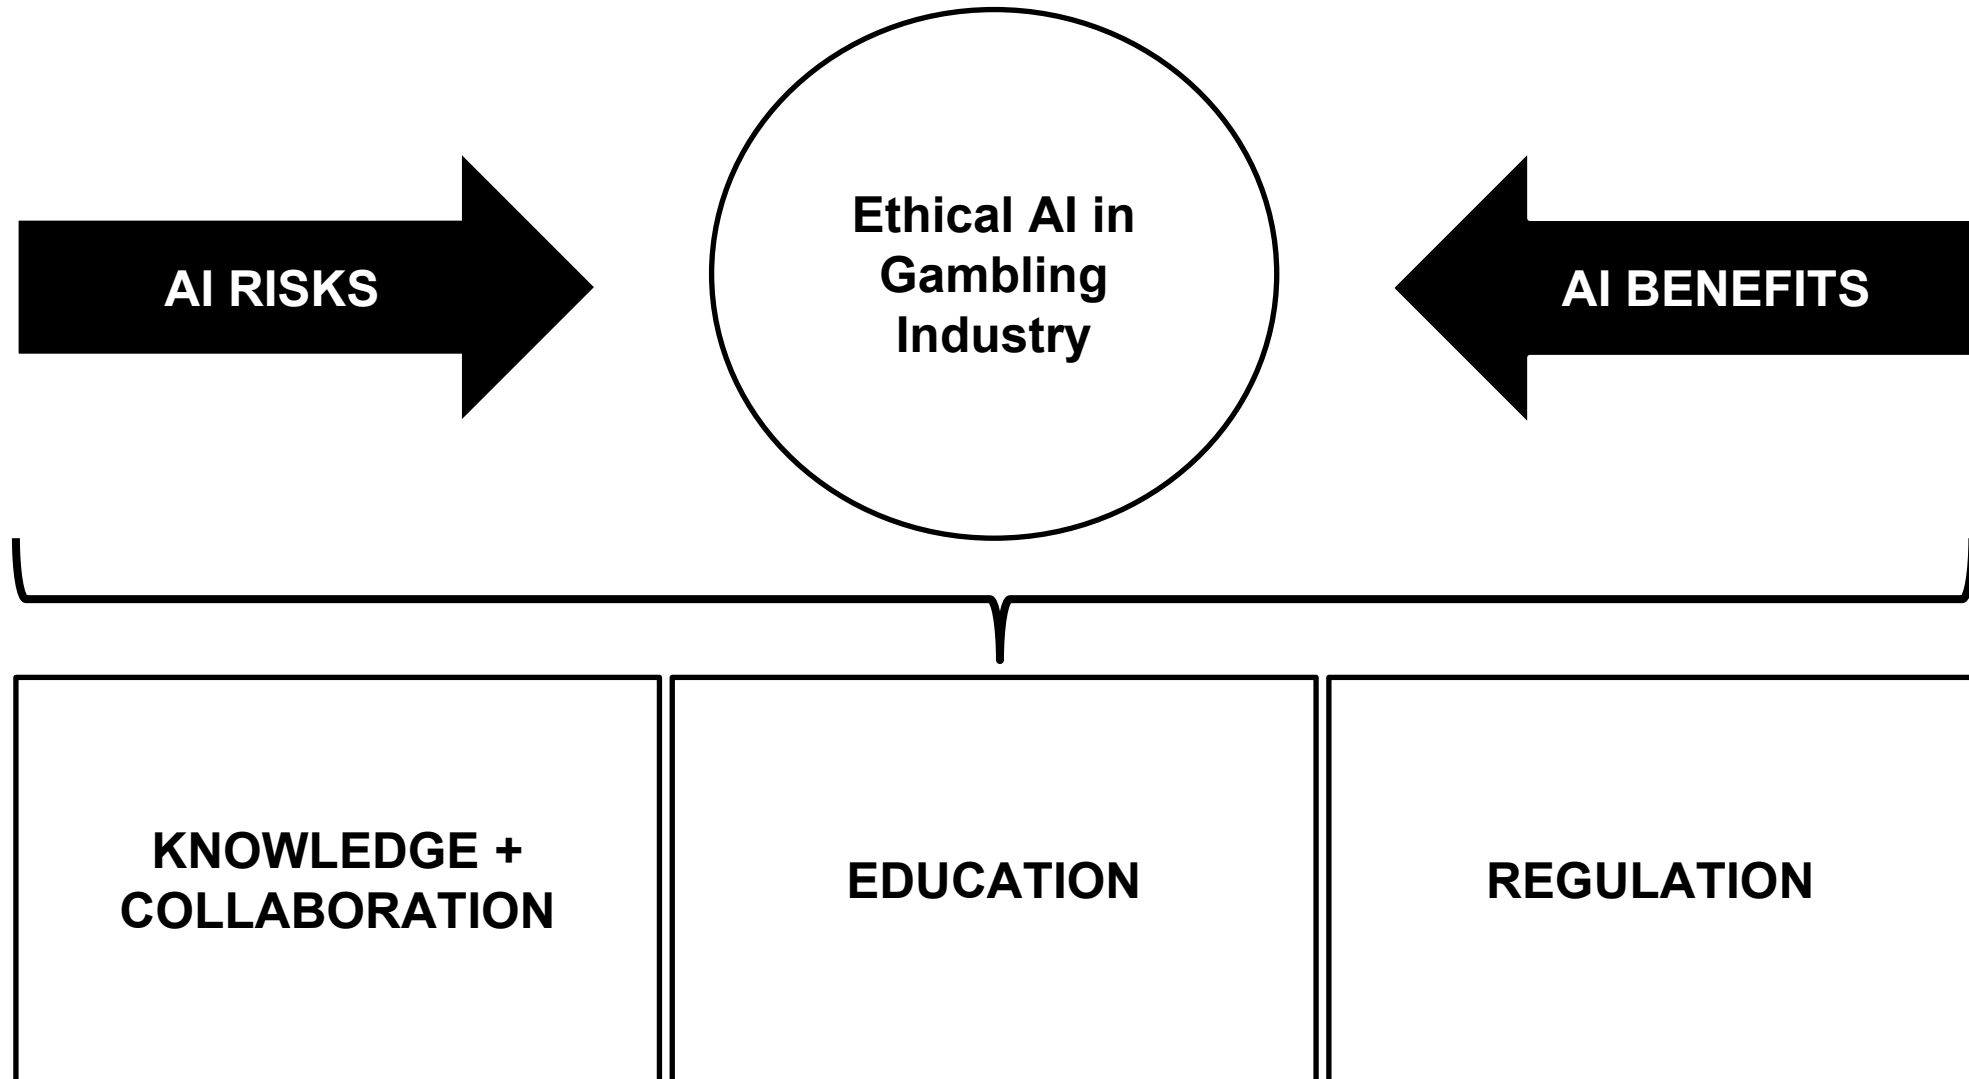 Ethical AI in
Gambling
Industry
AI RISKS
AI BENEFITS
KNOWLEDGE +
COLLABORATION
EDUCATION
REGULATION